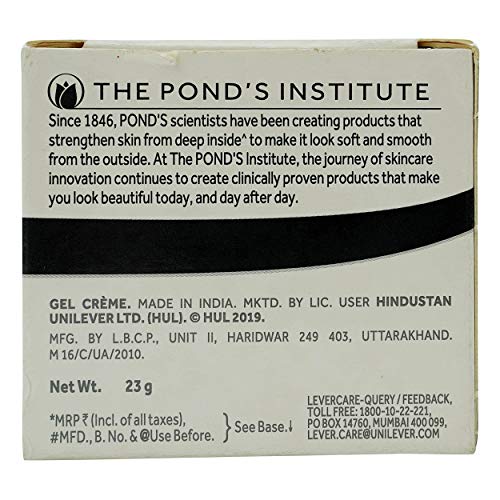 THE POND'S INSTITUTE
Since 1846, POND'S scientists have been creating products that
strengthen skin from deep inside^ to make it look soft and smooth
from the outside. At The POND'S Institute, the journey of skincare
innovation continues to create clinically proven products that make
you look beautiful today, and day after day.
GEL CRÈME. MADE IN INDIA. MKTD. BY LIC. USER HINDUSTAN
UNILEVER LTD. (HUL). © HUL 2019.
MFG. BY L.B.C.P., UNIT II, HARIDWAR 249 403, UTTARAKHAND.
M 16/C/UA/2010.
Net Wt. 23 g
*MRP ₹ (Incl. of all taxes),
#MFD., B. No. & @Use Before. } See Base.↓
LEVERCARE-QUERY / FEEDBACK,
TOLL FREE: 1800-10-22-221,
PO BOX 14760, MUMBAI 400 099,
LEVER.CARE@UNILEVER.COM